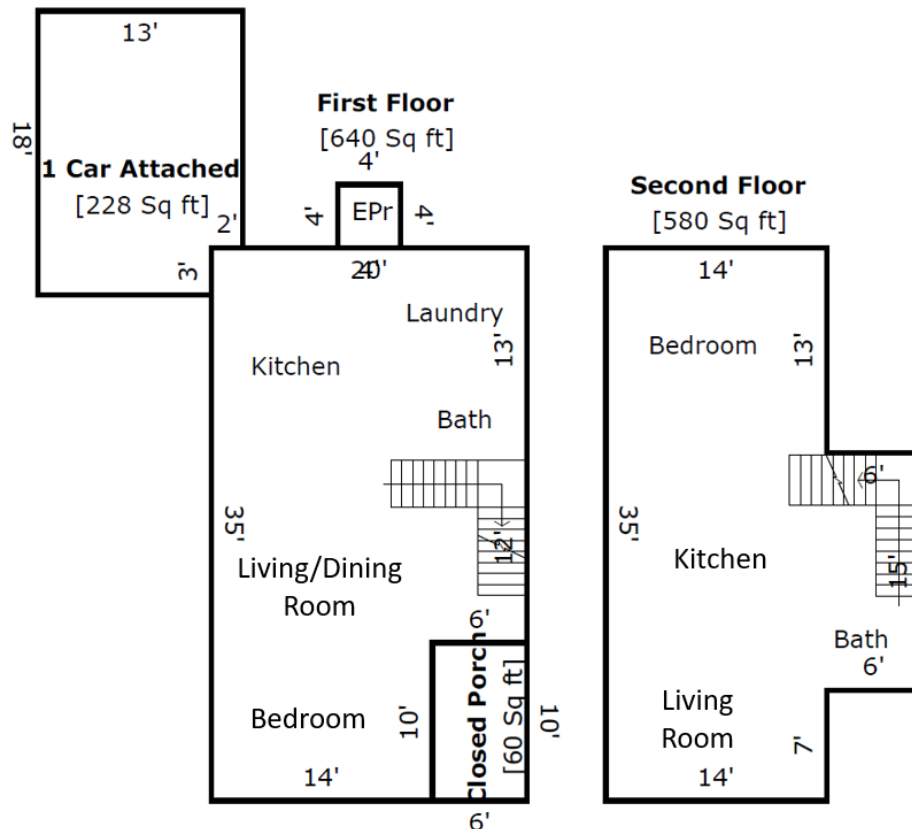 13'
18'
1 Car Attached
[228 Sq ft]
2'
3'
First Floor
[640 Sq ft]
4'
4'
EPr
4'
20'
Laundry
13'
Kitchen
Bath
35'
12'
Living/Dining
Room
6'
Closed Porch
[60 Sq ft]
10'
10'
Bedroom
14'
6'
Second Floor
[580 Sq ft]
14'
Bedroom
13'
6'
35'
Kitchen
15'
Bath
6'
Living
Room
7'
14'